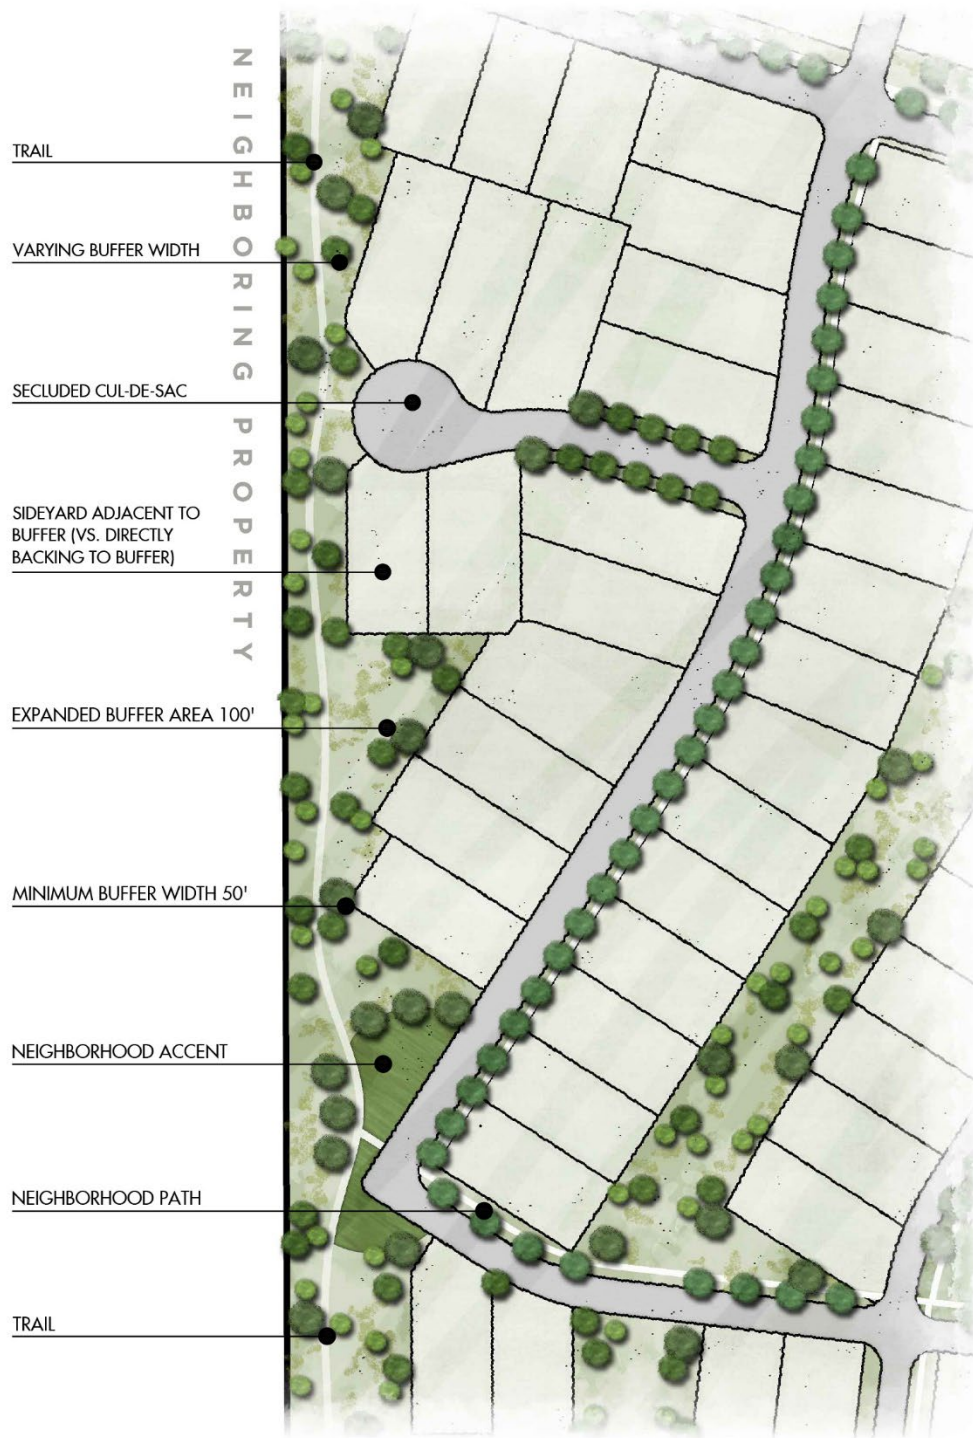 NEIGHBORING PROPERTY
TRAIL
VARYING BUFFER WIDTH
SECLUDED CUL-DE-SAC
SIDEYARD ADJACENT TO
BUFFER (VS. DIRECTLY
BACKING TO BUFFER)
EXPANDED BUFFER AREA 100'
MINIMUM BUFFER WIDTH 50'
NEIGHBORHOOD ACCENT
NEIGHBORHOOD PATH
TRAIL